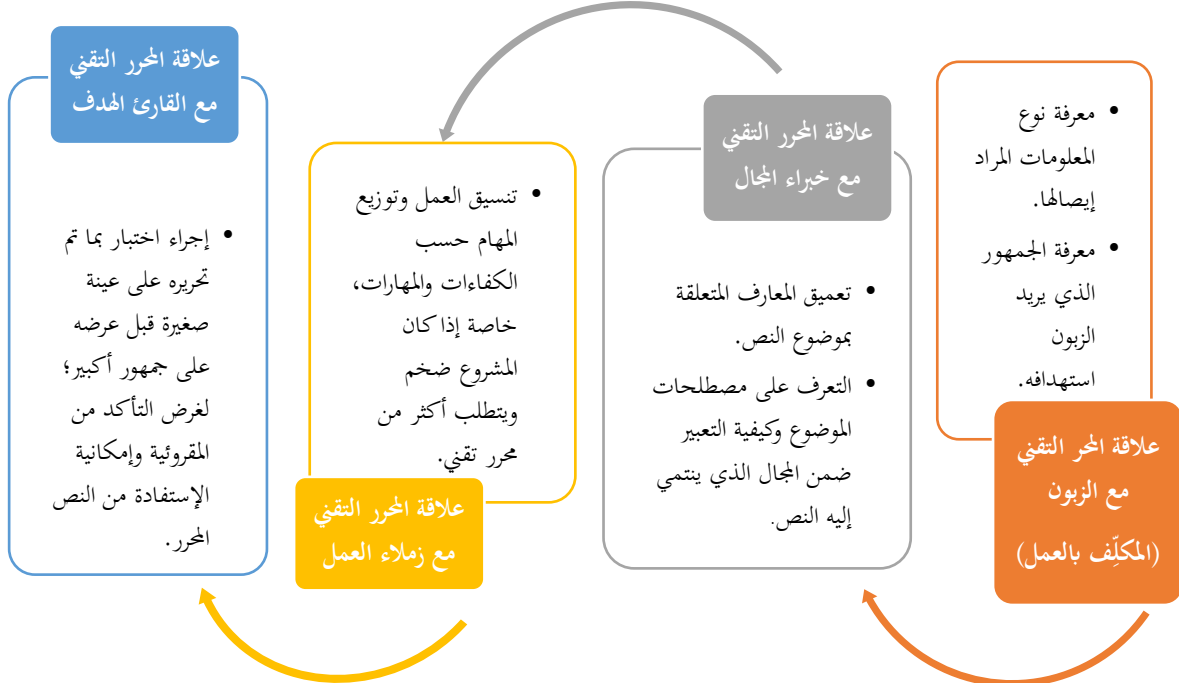 • معرفة نوع
المعلومات المراد
إيصالها.
• معرفة الجمهور
الذي يريد
الزبون
استهدافه.
علاقة المحر التقني
مع الزبون
(المكلِّف بالعمل)
علاقة المحرر التقني
مع خبراء المجال
• تعميق المعارف المتعلقة
بموضوع النص.
• التعرف على مصطلحات
الموضوع وكيفية التعبير
ضمن المجال الذي ينتمي
إليه النص.
• تنسيق العمل وتوزيع
المهام حسب
الكفاءات والمهارات،
خاصة إذا كان
المشروع ضخم
ويتطلب أكثر من
محرر تقني.
علاقة المحرر التقني
مع زملاء العمل
علاقة المحرر التقني
مع القارئ الهدف
• إجراء اختبار بما تم
تحريره على عينة
صغيرة قبل عرضه
على جمهور أكبير؛
لغرض التأكد من
المقروئية وإمكانية
الإستفادة من النص
المحرر.